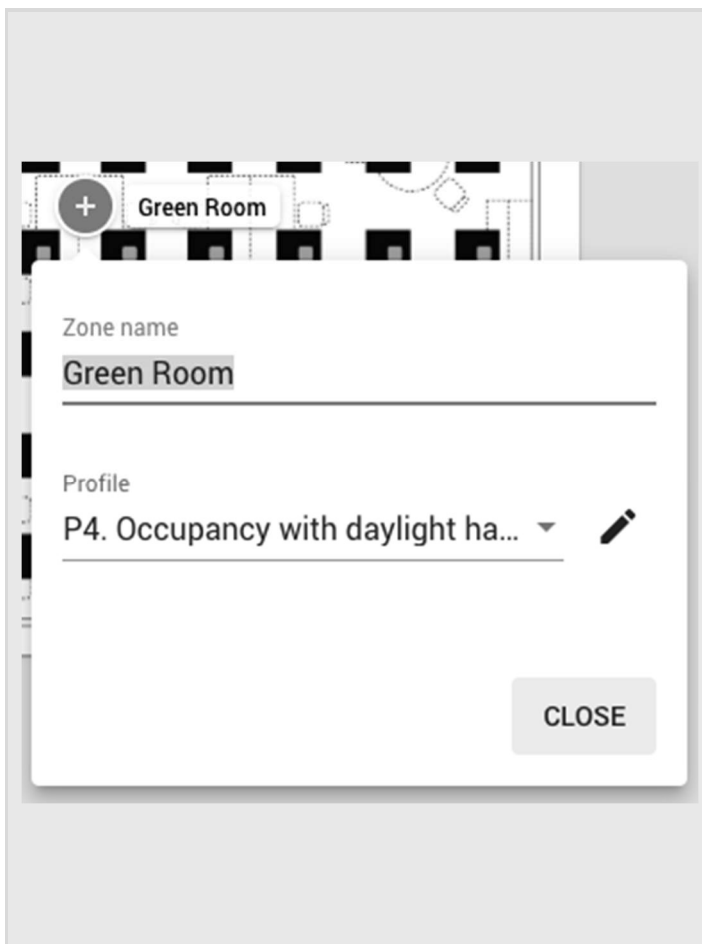 Green Room
Zone name
Green Room
Profile
P4. Occupancy with daylight ha...
CLOSE